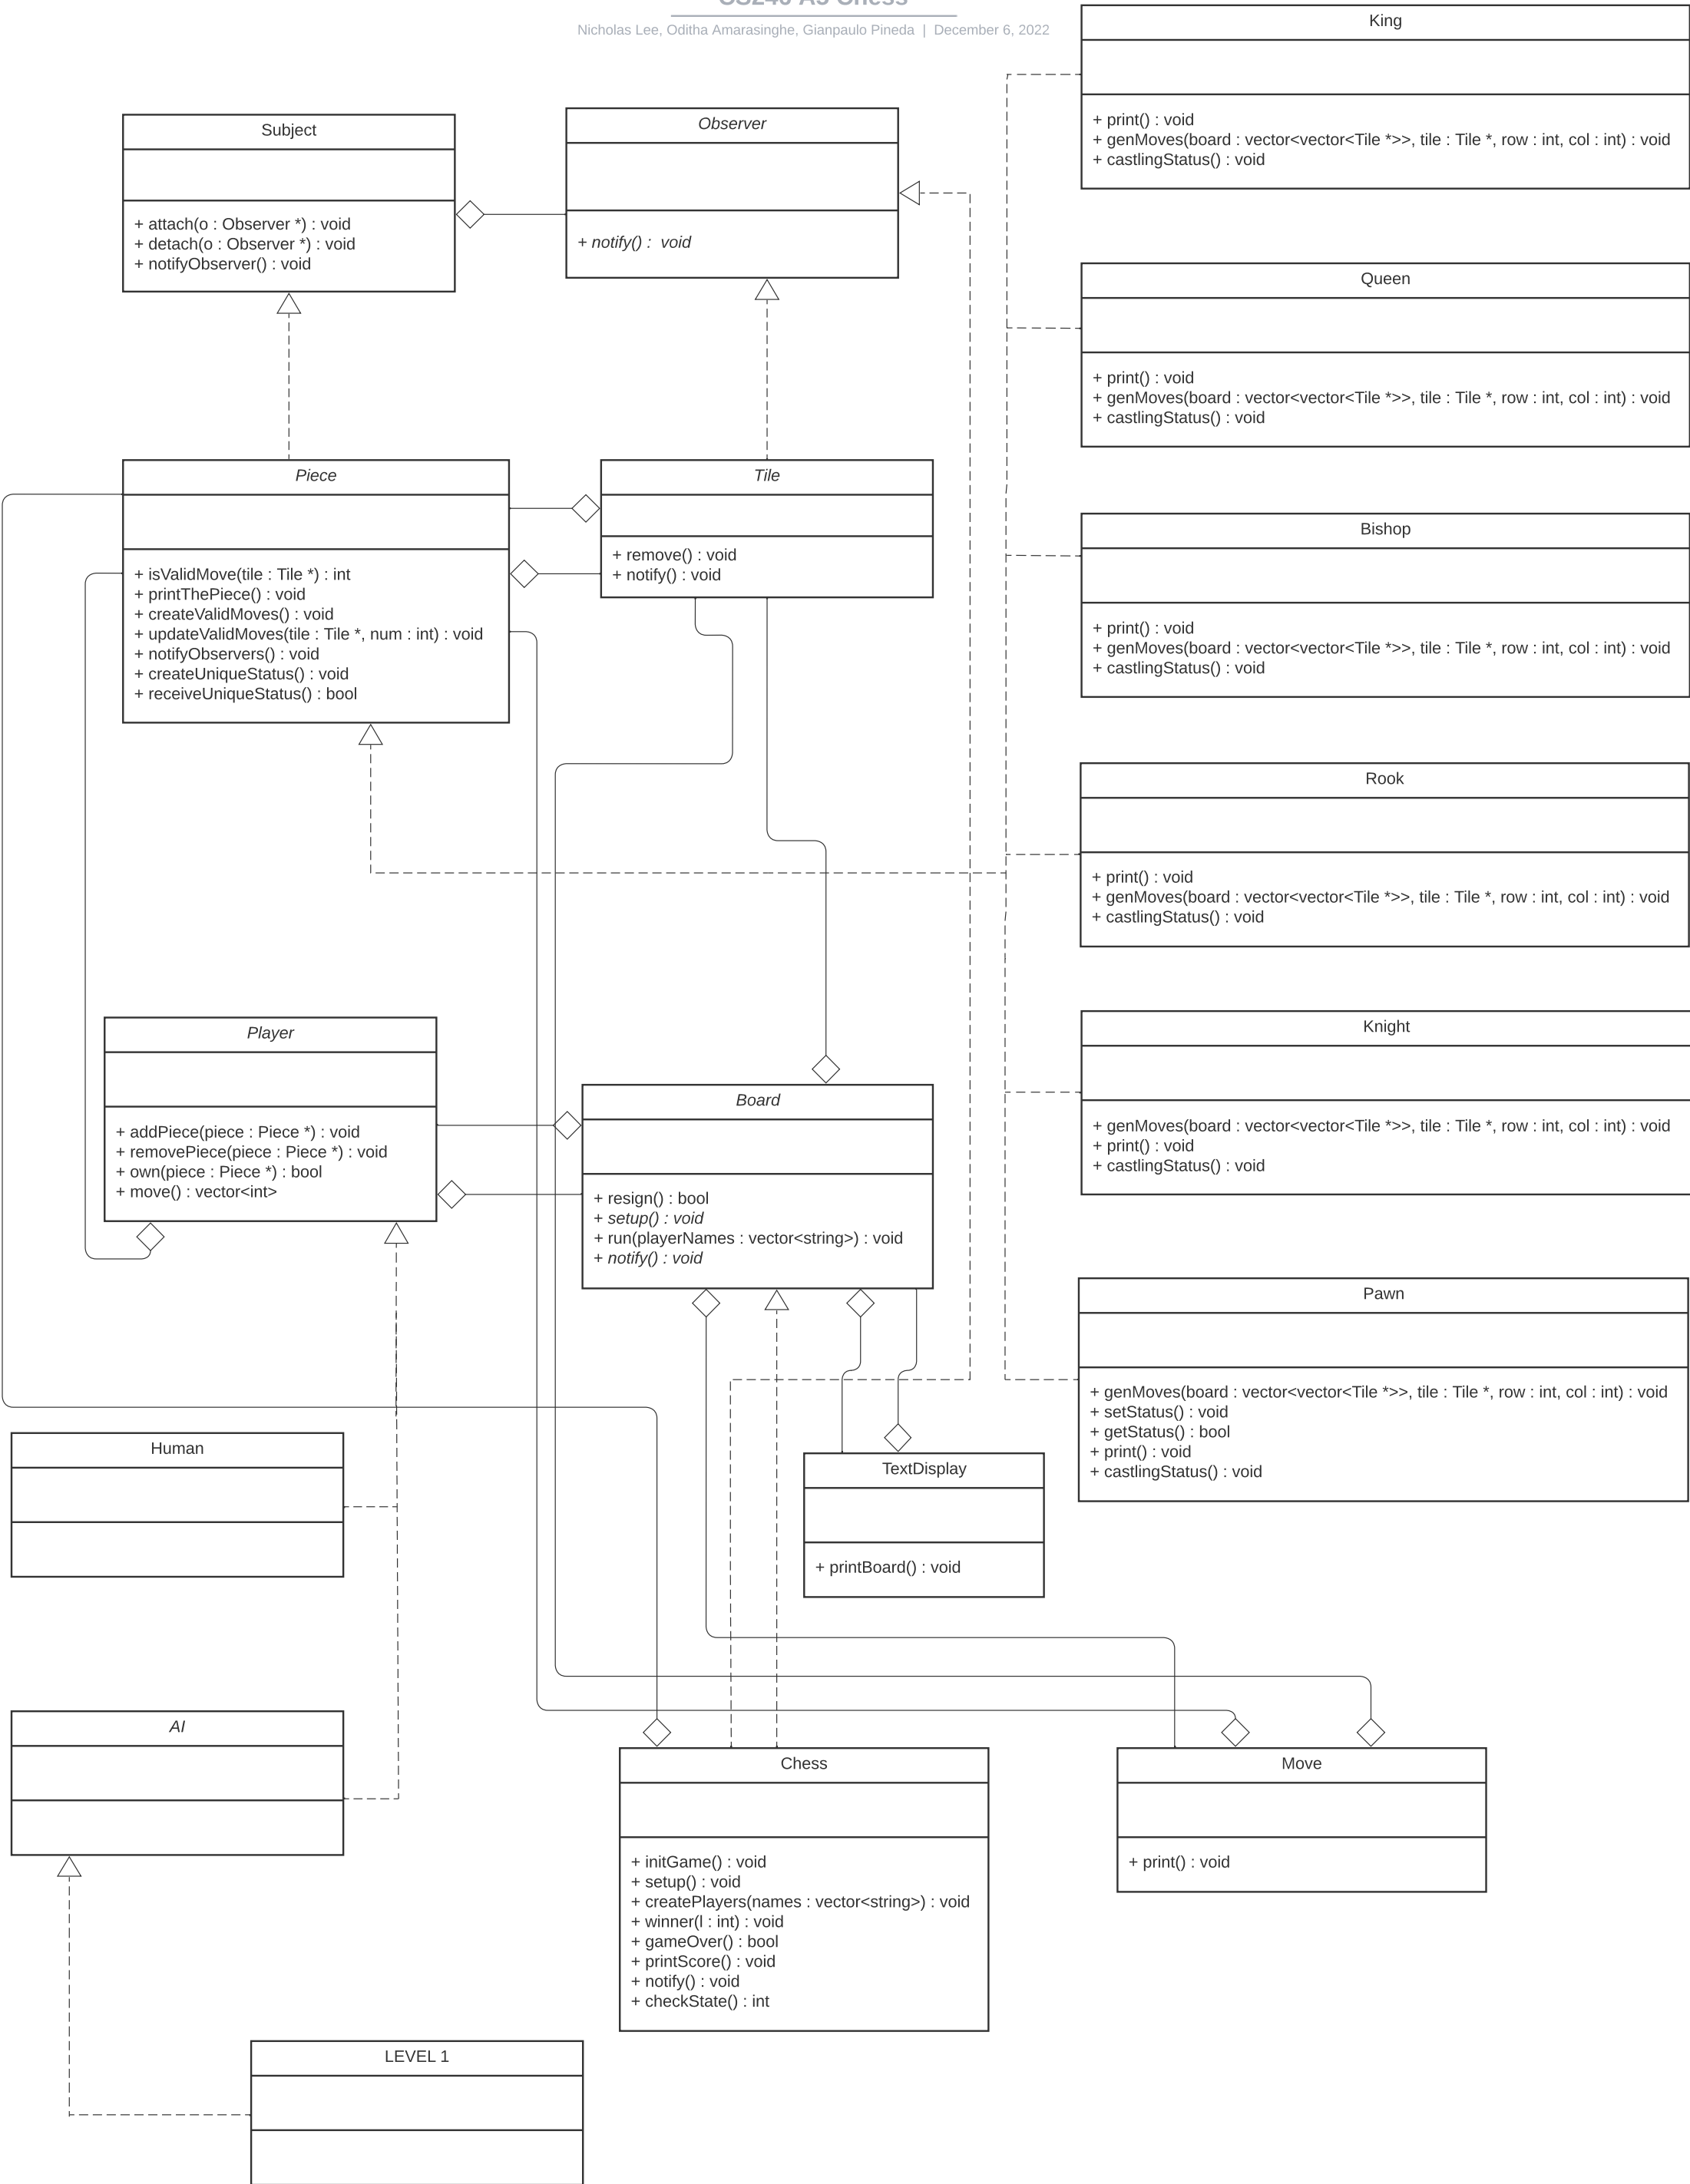 CS246 A5 Chess
Nicholas Lee, Oditha Amarasinghe, Gianpaulo Pineda | December 6, 2022
King
+ print() : void
+ genMoves(board : vector<vector<Tile *>>, tile : Tile *, row : int, col : int) : void
+ castlingStatus() : void
Subject
+ attach(o : Observer *) : void
+ detach(o : Observer *) : void
+ notifyObserver() : void
Observer
+ notify() : void
Queen
+ print() : void
+ genMoves(board : vector<vector<Tile *>>, tile : Tile *, row : int, col : int) : void
+ castlingStatus() : void
Piece
+ isValidMove(tile : Tile *) : int
+ printThePiece() : void
+ createValidMoves() : void
+ updateValidMoves(tile : Tile *, num : int) : void
+ notifyObservers() : void
+ createUniqueStatus() : void
+ receiveUniqueStatus() : bool
Tile
+ remove() : void
+ notify() : void
Bishop
+ print() : void
+ genMoves(board : vector<vector<Tile *>>, tile : Tile *, row : int, col : int) : void
+ castlingStatus() : void
Rook
+ print() : void
+ genMoves(board : vector<vector<Tile *>>, tile : Tile *, row : int, col : int) : void
+ castlingStatus() : void
Player
+ addPiece(piece : Piece *) : void
+ removePiece(piece : Piece *) : void
+ own(piece : Piece *) : bool
+ move() : vector<int>
Board
+ resign() : bool
+ setup() : void
+ run(playerNames : vector<string>) : void
+ notify() : void
Knight
+ genMoves(board : vector<vector<Tile *>>, tile : Tile *, row : int, col : int) : void
+ print() : void
+ castlingStatus() : void
Pawn
+ genMoves(board : vector<vector<Tile *>>, tile : Tile *, row : int, col : int) : void
+ setStatus() : void
+ getStatus() : bool
+ print() : void
+ castlingStatus() : void
Human
TextDisplay
+ printBoard() : void
AI
Chess
+ initGame() : void
+ setup() : void
+ createPlayers(names : vector<string>) : void
+ winner(l : int) : void
+ gameOver() : bool
+ printScore() : void
+ notify() : void
+ checkState() : int
Move
+ print() : void
LEVEL 1